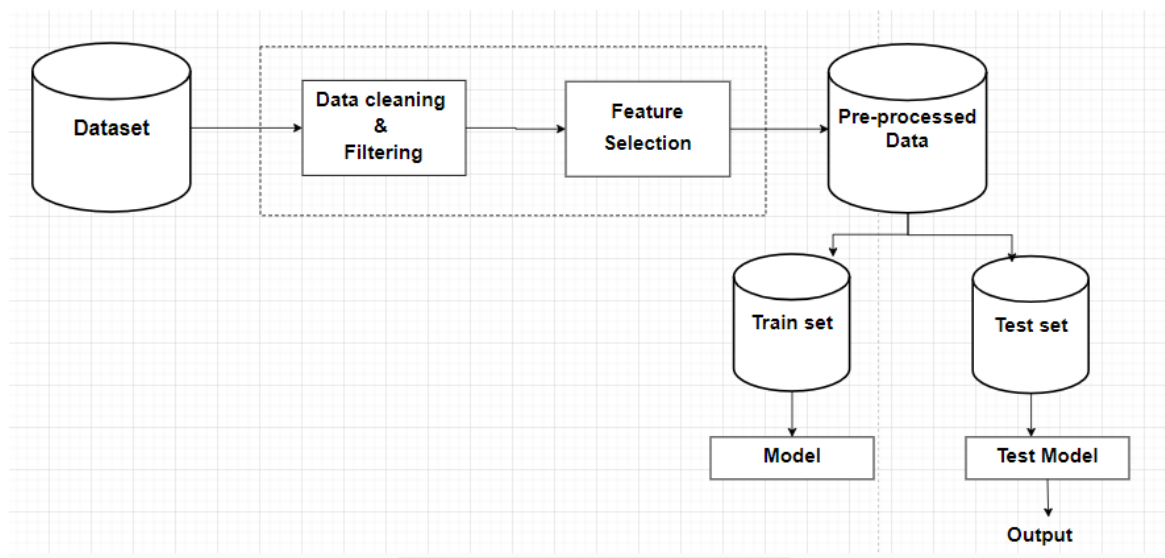 Dataset
Data cleaning
&
Filtering
Feature
Selection
Pre-processed
Data
Train set
Test set
Model
Test Model
Output